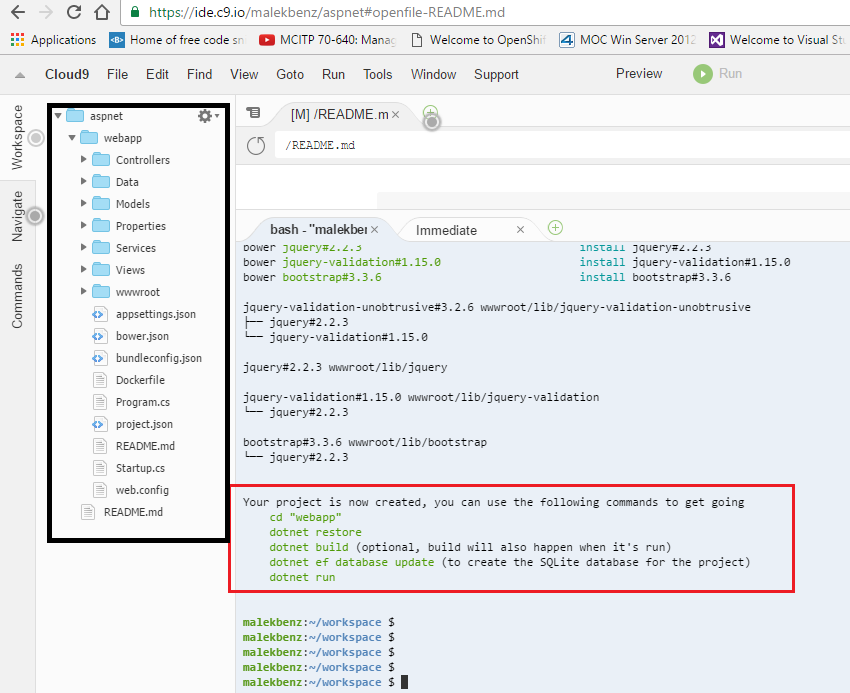 https://ide.c9.io/malekbenz/aspnet#openfile-README.md
Applications Home of free code sn MCITP 70-640: Mana Welcome to OpenShif MOC Win Server 2012 Welcome to Visual Stu
Cloud9 File Edit Find View Goto Run Tools Window Support Preview Run
Workspace
Navigate
Commands
aspnet
webapp
Controllers
Data
Models
Properties
Services
Views
wwwroot
appsettings.json
bower.json
bundleconfig.json
Dockerfile
Program.cs
project.json
README.md
Startup.cs
web.config
README.md
[M] /README.m
/README.md
bash - "malekber Immediate
bower jquery#2.2.3 install jquery#2.2.3
bower jquery-validation#1.15.0 install jquery-validation#1.15.0
bower bootstrap#3.3.6 install bootstrap#3.3.6
jquery-validation-unobtrusive#3.2.6 wwwroot/lib/jquery-validation-unobtrusive
├── jquery#2.2.3
└── jquery-validation#1.15.0
jquery#2.2.3 wwwroot/lib/jquery
jquery-validation#1.15.0 wwwroot/lib/jquery-validation
└── jquery#2.2.3
bootstrap#3.3.6 wwwroot/lib/bootstrap
└── jquery#2.2.3
Your project is now created, you can use the following commands to get going
cd "webapp"
dotnet restore
dotnet build (optional, build will also happen when it's run)
dotnet ef database update (to create the SQLite database for the project)
dotnet run
malekbenz:~/workspace $
malekbenz:~/workspace $
malekbenz:~/workspace $
malekbenz:~/workspace $
malekbenz:~/workspace $